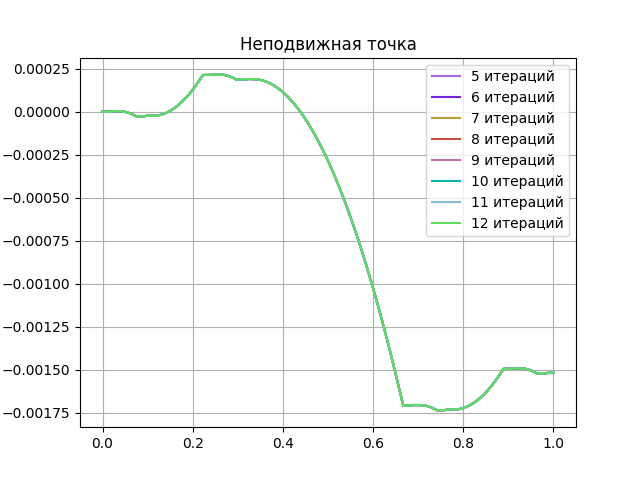 Неподвижная точка
0.00025
0.00000
−0.00025
−0.00050
−0.00075
−0.00100
−0.00125
−0.00150
−0.00175
5 итераций
6 итераций
7 итераций
8 итераций
9 итераций
10 итераций
11 итераций
12 итераций
0.0 0.2 0.4 0.6 0.8 1.0